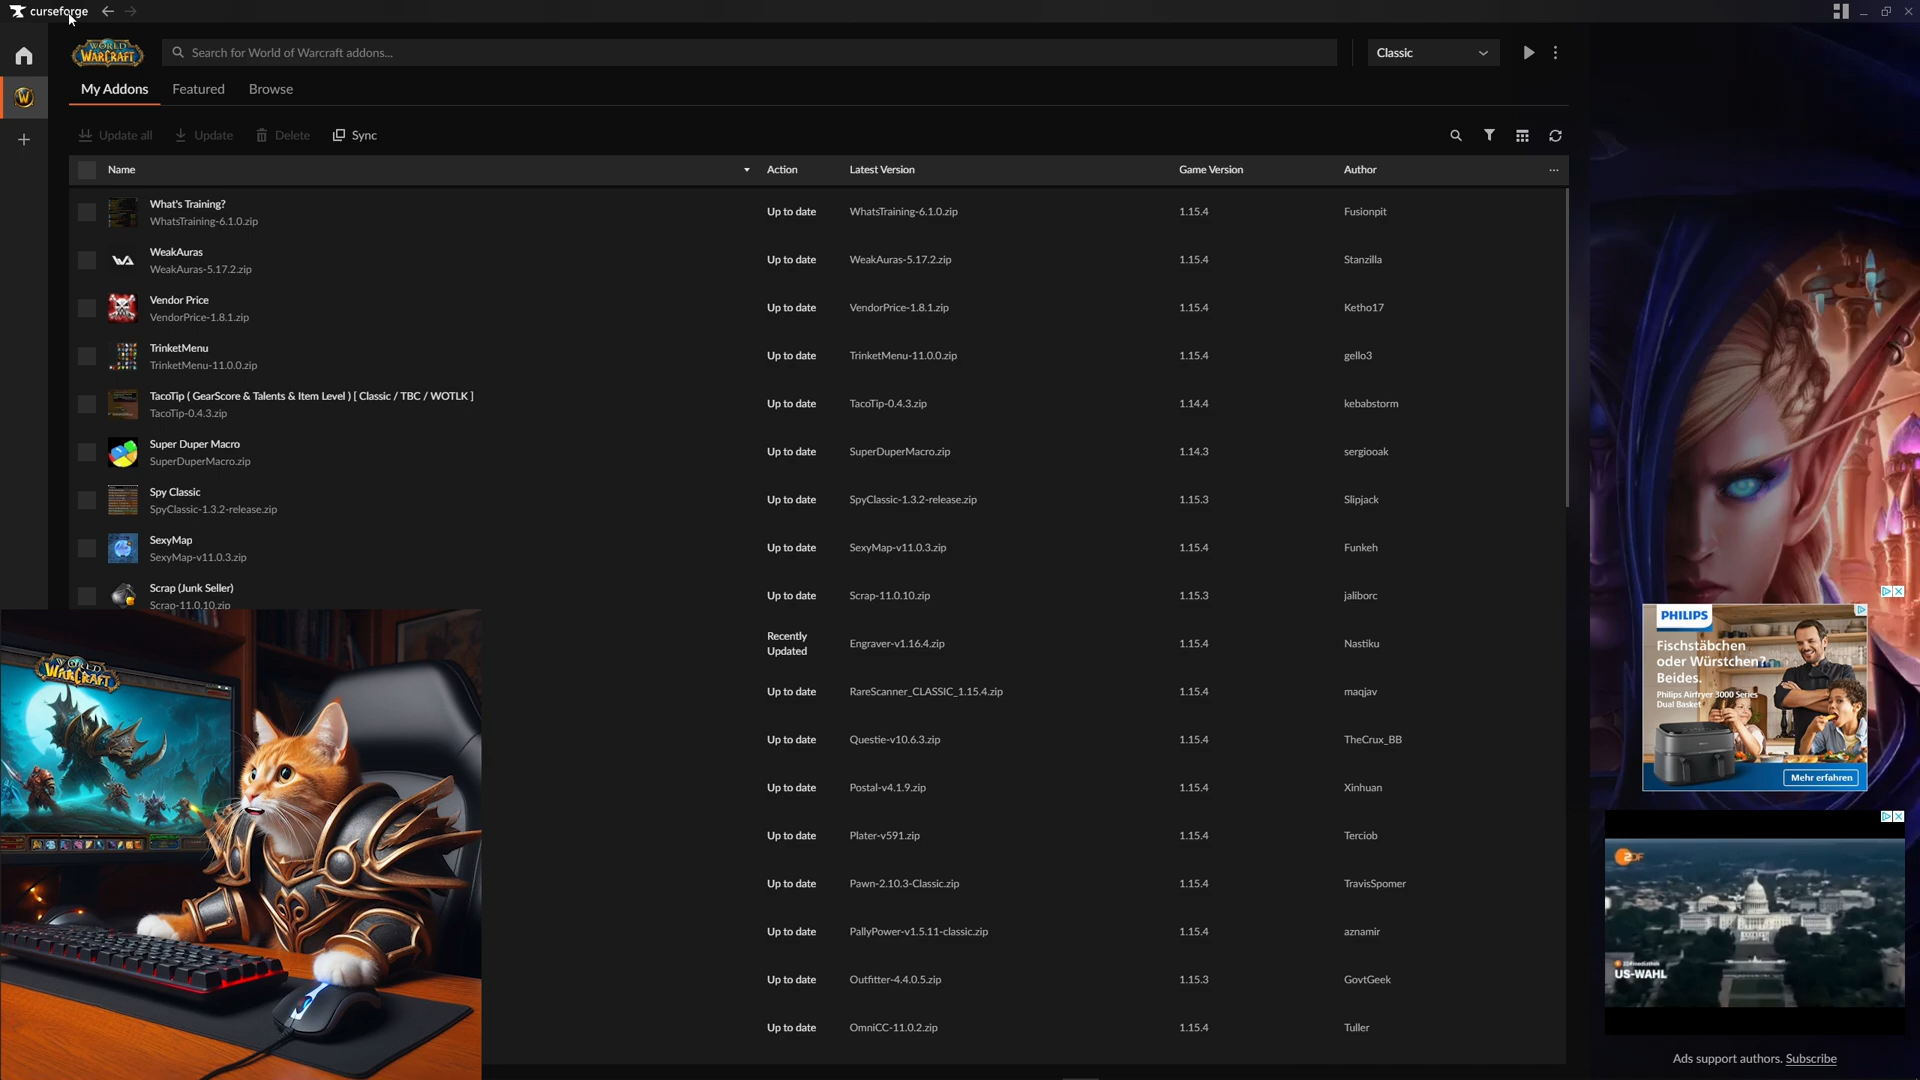 curseforge
WORLD
WARCRAFT
Search for World of Warcraft addons...
Classic
My Addons
Featured
Browse
Update all
Update
Delete
Sync
Name
Action
Latest Version
Game Version
Author
What's Training?
WhatsTraining-6.1.0.zip
Up to date
WhatsTraining-6.1.0.zip
1.15.4
Fusionpit
WeakAuras
WeakAuras-5.17.2.zip
Up to date
WeakAuras-5.17.2.zip
1.15.4
Stanzilla
Vendor Price
VendorPrice-1.8.1.zip
Up to date
VendorPrice-1.8.1.zip
1.15.4
Ketho17
TrinketMenu
TrinketMenu-11.0.0.zip
Up to date
TrinketMenu-11.0.0.zip
1.15.4
gello3
TacoTip ( GearScore & Talents & Item Level ) [ Classic / TBC / WOTLK ]
TacoTip-0.4.3.zip
Up to date
TacoTip-0.4.3.zip
1.14.4
kebabstorm
Super Duper Macro
SuperDuperMacro.zip
Up to date
SuperDuperMacro.zip
1.14.3
sergiooak
Spy Classic
SpyClassic-1.3.2-release.zip
Up to date
SpyClassic-1.3.2-release.zip
1.15.3
Slipjack
SexyMap
SexyMap-v11.0.3.zip
Up to date
SexyMap-v11.0.3.zip
1.15.4
Funkeh
Scrap (Junk Seller)
Scrap-11.0.10.zip
Up to date
Scrap-11.0.10.zip
1.15.3
jaliborc
Recently
Updated
Engraver-v1.16.4.zip
1.15.4
Nastiku
Up to date
RareScanner_CLASSIC_1.15.4.zip
1.15.4
maqjav
Up to date
Questie-v10.6.3.zip
1.15.4
TheCrux_BB
Up to date
Postal-v4.1.9.zip
1.15.4
Xinhuan
Up to date
Plater-v591.zip
1.15.4
Terciob
Up to date
Pawn-2.10.3-Classic.zip
1.15.4
TravisSpomer
Up to date
PallyPower-v1.5.11-classic.zip
1.15.4
aznamir
Up to date
Outfitter-4.4.0.5.zip
1.15.3
GovtGeek
Up to date
OmniCC-11.0.2.zip
1.15.4
Tuller
WORLD
WARCRAFT
PHILIPS
Fischstäbchen
oder Würstchen?
Beides.
Philips Airfryer 3000 Series
Dual Basket
Mehr erfahren
ZDF
ZDFmediathek
US-WAHL
Ads support authors. Subscribe